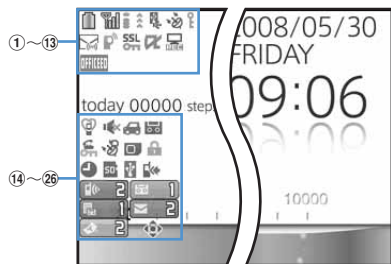 ①～⑬
SSL
OFFICEED
2008/05/30
FRIDAY
09:06
today 00000 step
⑭～㉖
SD
2
1
1
2
2
10000